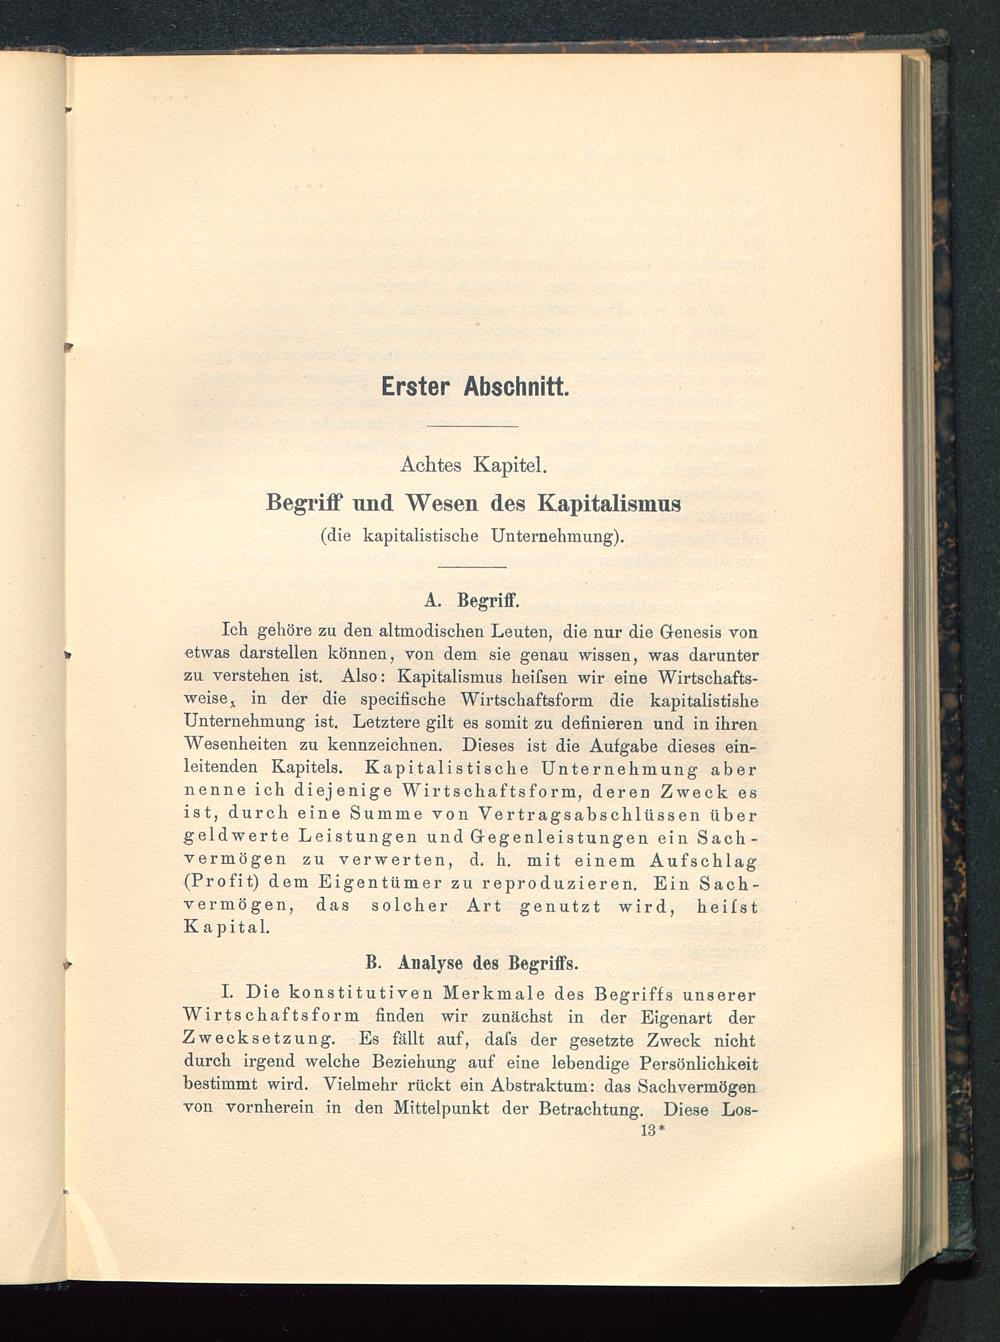 Erster Abschnitt.
Achtes Kapitel.
Begriff und Wesen des Kapitalismus
(die kapitalistische Unternehmung).
A. Begriff.
Ich gehöre zu den altmodischen Leuten, die nur die Genesis von
etwas darstellen können, von dem sie genau wissen, was darunter
zu verstehen ist. Also: Kapitalismus heiſsen wir eine Wirtschafts-
weise, in der die specifische Wirtschaftsform die kapitalistishe
Unternehmung ist. Letztere gilt es somit zu definieren und in ihren
Wesenheiten zu kennzeichnen. Dieses ist die Aufgabe dieses ein-
leitenden Kapitels. Kapitalistische Unternehmung aber
nenne ich diejenige Wirtschaftsform, deren Zweck es
ist, durch eine Summe von Vertragsabschlüssen über
geldwerte Leistungen und Gegenleistungen ein Sach-
vermögen zu verwerten, d. h. mit einem Aufschlag
(Profit) dem Eigentümer zu reproduzieren. Ein Sach-
vermögen, das solcher Art genutzt wird, heiſst
Kapital.
B. Analyse des Begriffs.
I. Die konstitutiven Merkmale des Begriffs unserer
Wirtschaftsform finden wir zunächst in der Eigenart der
Zwecksetzung. Es fällt auf, daſs der gesetzte Zweck nicht
durch irgend welche Beziehung auf eine lebendige Persönlichkeit
bestimmt wird. Vielmehr rückt ein Abstraktum: das Sachvermögen
von vornherein in den Mittelpunkt der Betrachtung. Diese Los-
13*